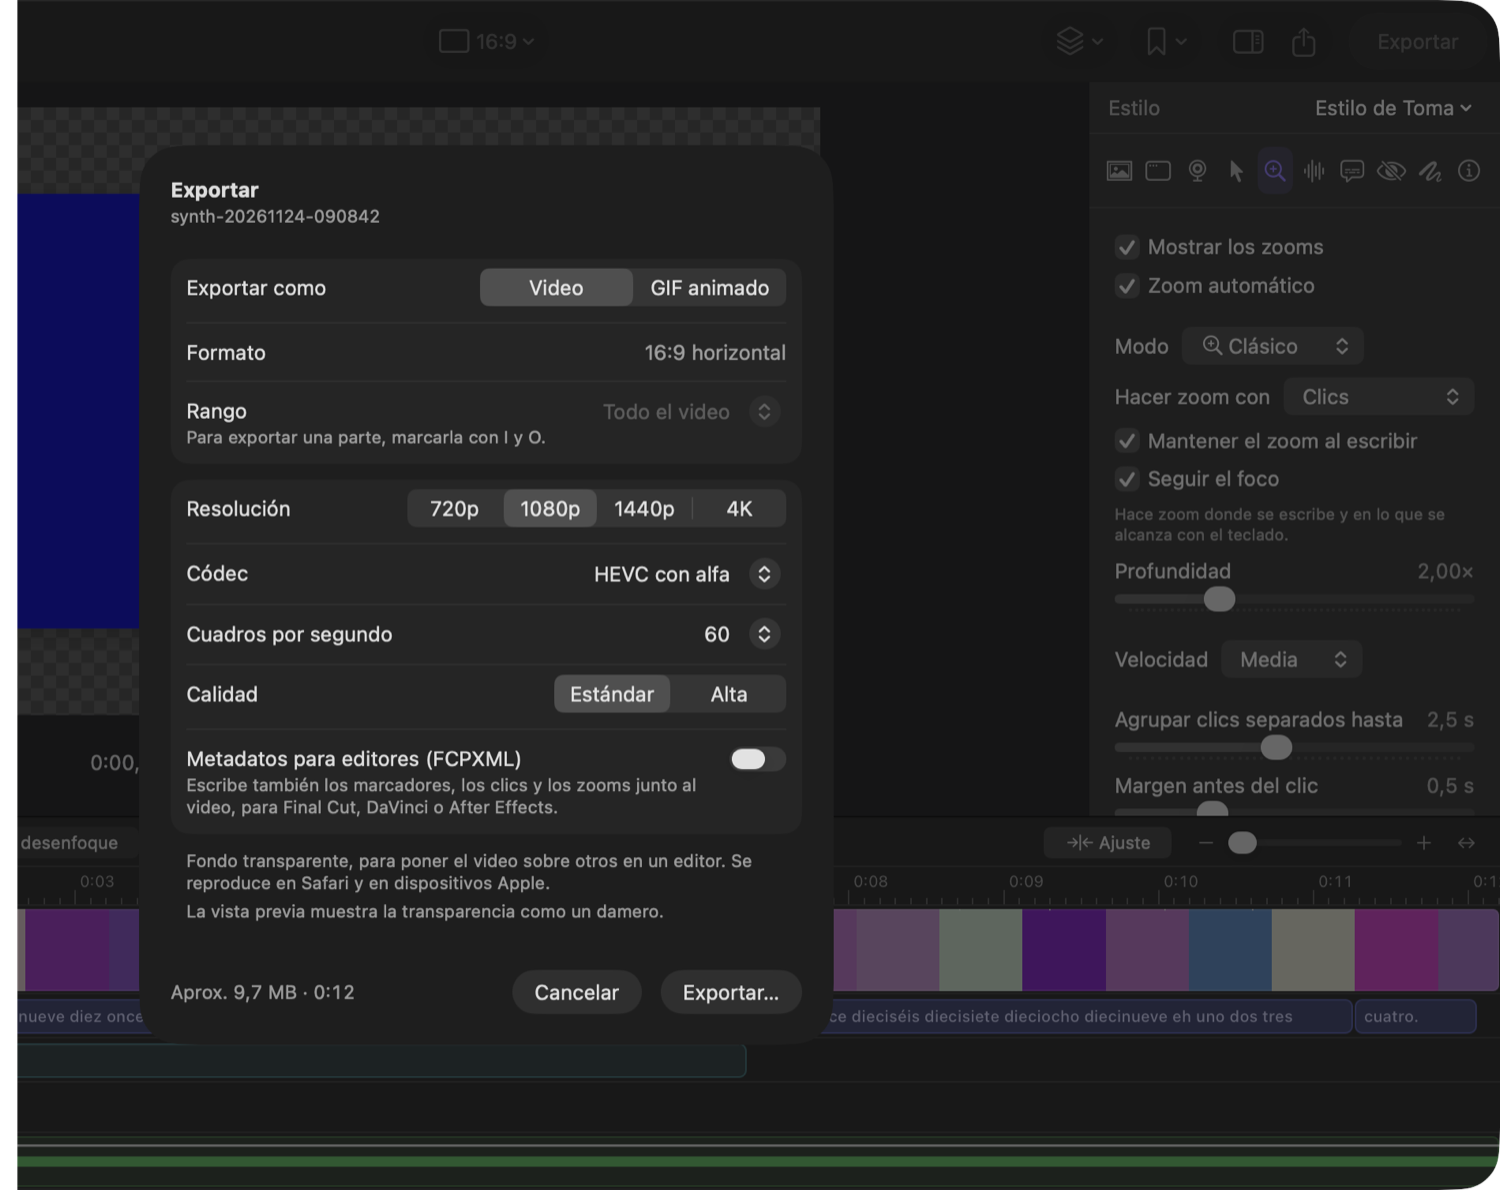 16:9
Exportar
Estilo
Estilo de Toma
Exportar
synth-20261124-090842
Exportar como
Video
GIF animado
Formato
16:9 horizontal
Rango
Todo el video
Para exportar una parte, marcarla con I y O.
Resolución
720p
1080p
1440p
4K
Códec
HEVC con alfa
Cuadros por segundo
60
Calidad
Estándar
Alta
Metadatos para editores (FCPXML)
Escribe también los marcadores, los clics y los zooms junto al
video, para Final Cut, DaVinci o After Effects.
Fondo transparente, para poner el video sobre otros en un editor. Se
reproduce en Safari y en dispositivos Apple.
La vista previa muestra la transparencia como un damero.
Aprox. 9,7 MB · 0:12
Cancelar
Exportar...
Mostrar los zooms
Zoom automático
Modo
Clásico
Hacer zoom con
Clics
Mantener el zoom al escribir
Seguir el foco
Hace zoom donde se escribe y en lo que se
alcanza con el teclado.
Profundidad
2,00×
Velocidad
Media
Agrupar clics separados hasta
2,5 s
Margen antes del clic
0,5 s
0:00,
desenfoque
Ajuste
0:03
0:08
0:09
0:10
0:11
0:1
nueve diez once
ce dieciséis diecisiete dieciocho diecinueve eh uno dos tres
cuatro.